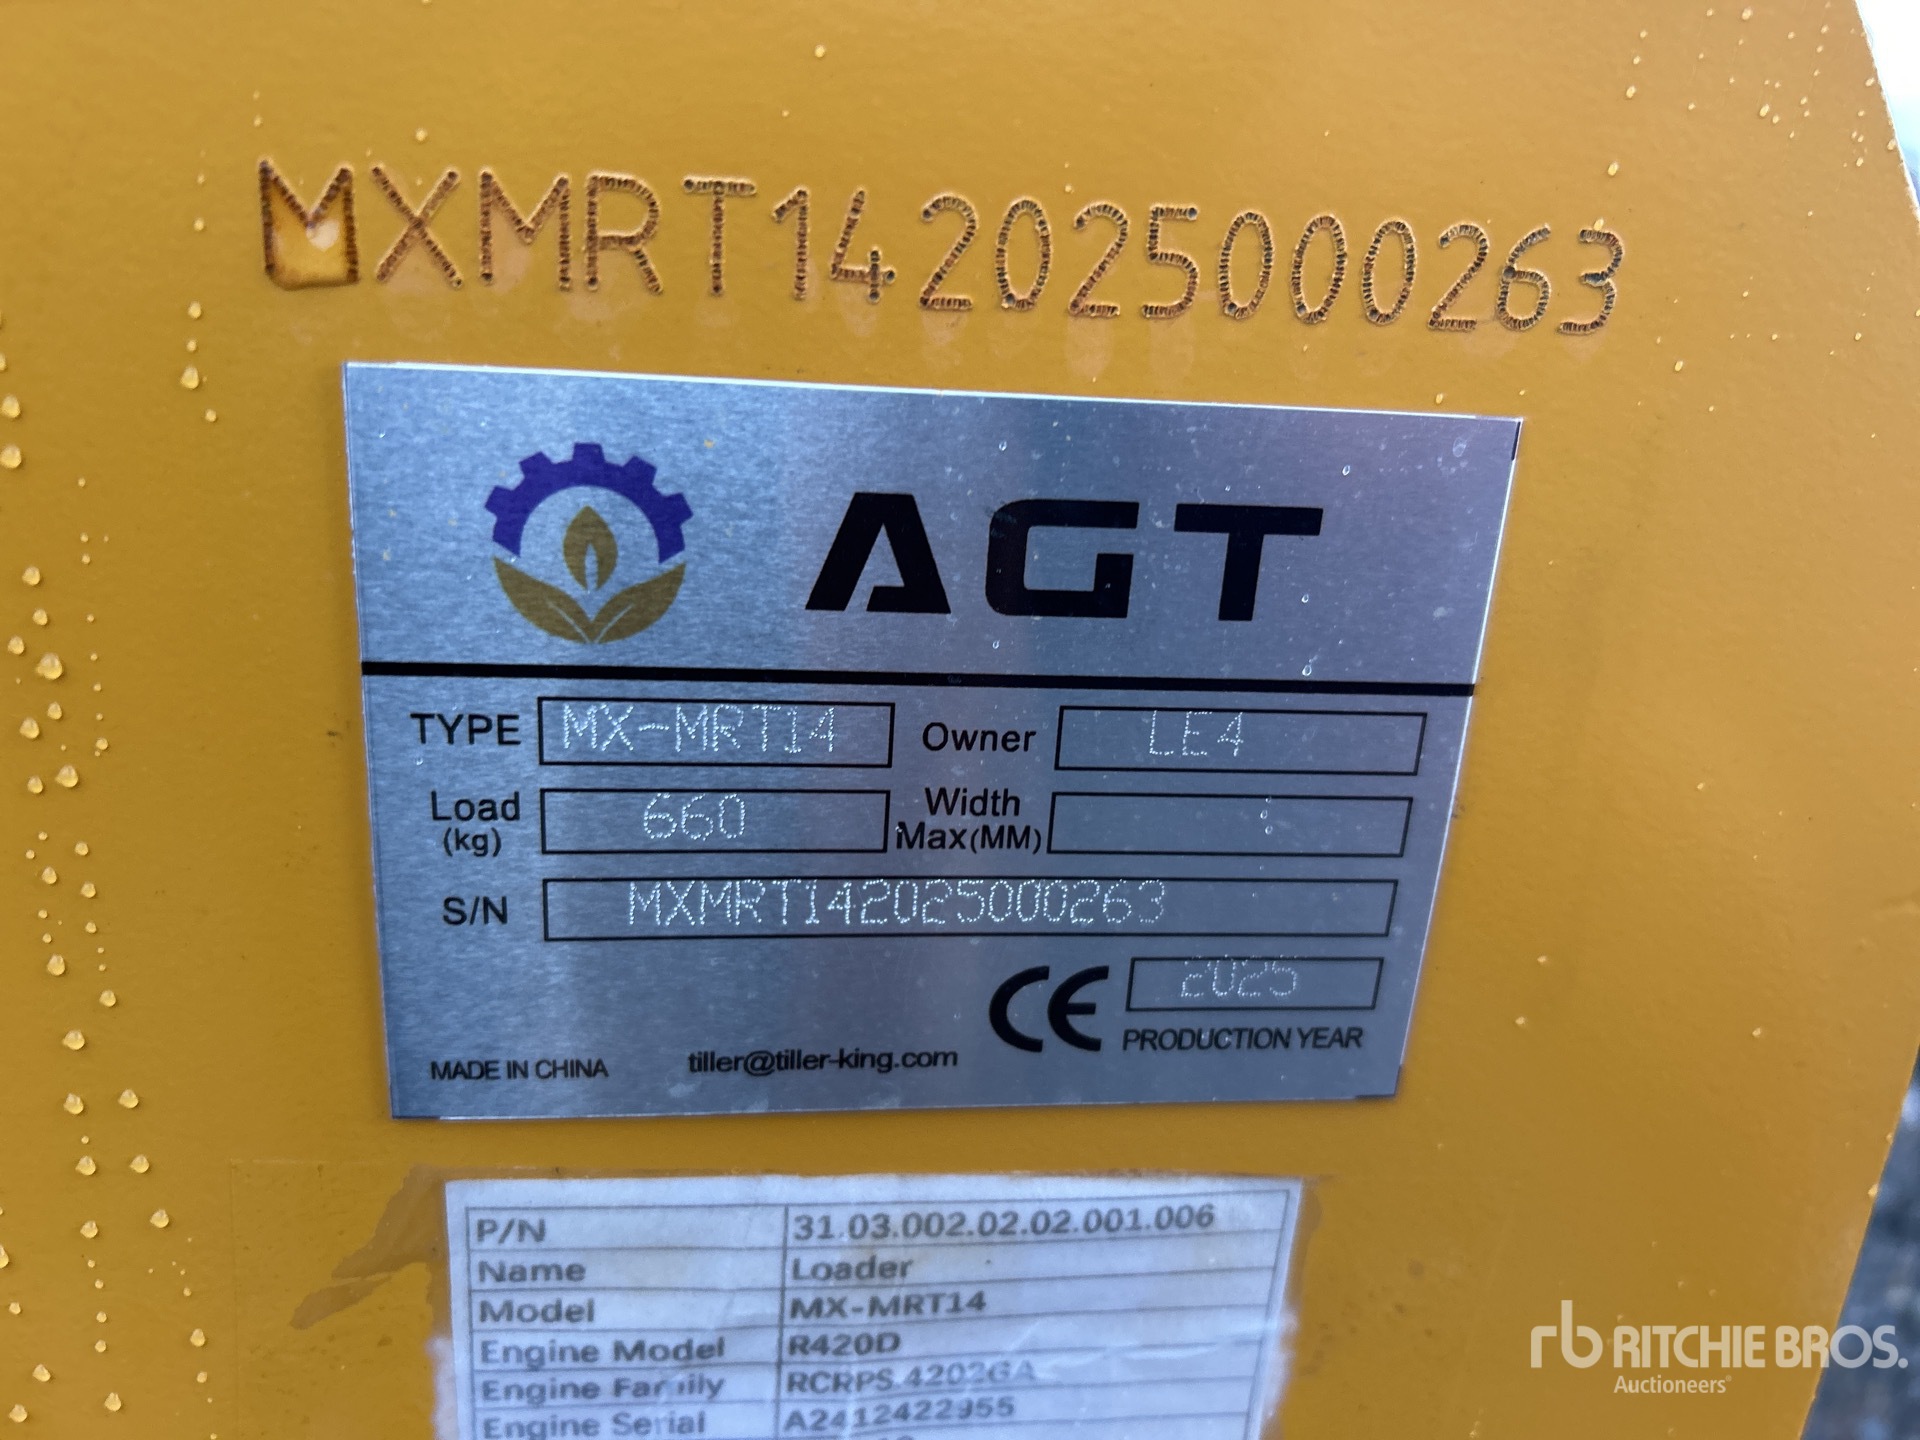 MXMRT142025000263
AGT
TYPE MX-MRT14 Owner LE4
Load (kg) 660 Width Max(MM)
S/N MXMRT142025000263
CE 2025
PRODUCTION YEAR
MADE IN CHINA tiller@tiller-king.com
P/N 31.03.002.02.02.001.006
Name Loader
Model MX-MRT14
Engine Model R420D
Engine Family RCRPS.4202GA
Engine Serial A2412422955
rb RITCHIE BROS.
Auctioneers